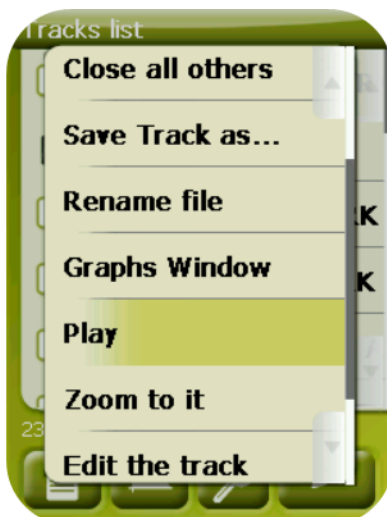 Tracks list
Close all others
Save Track as...
Rename file
RK
Graphs Window
K
Play
Zoom to it
23
Edit the track